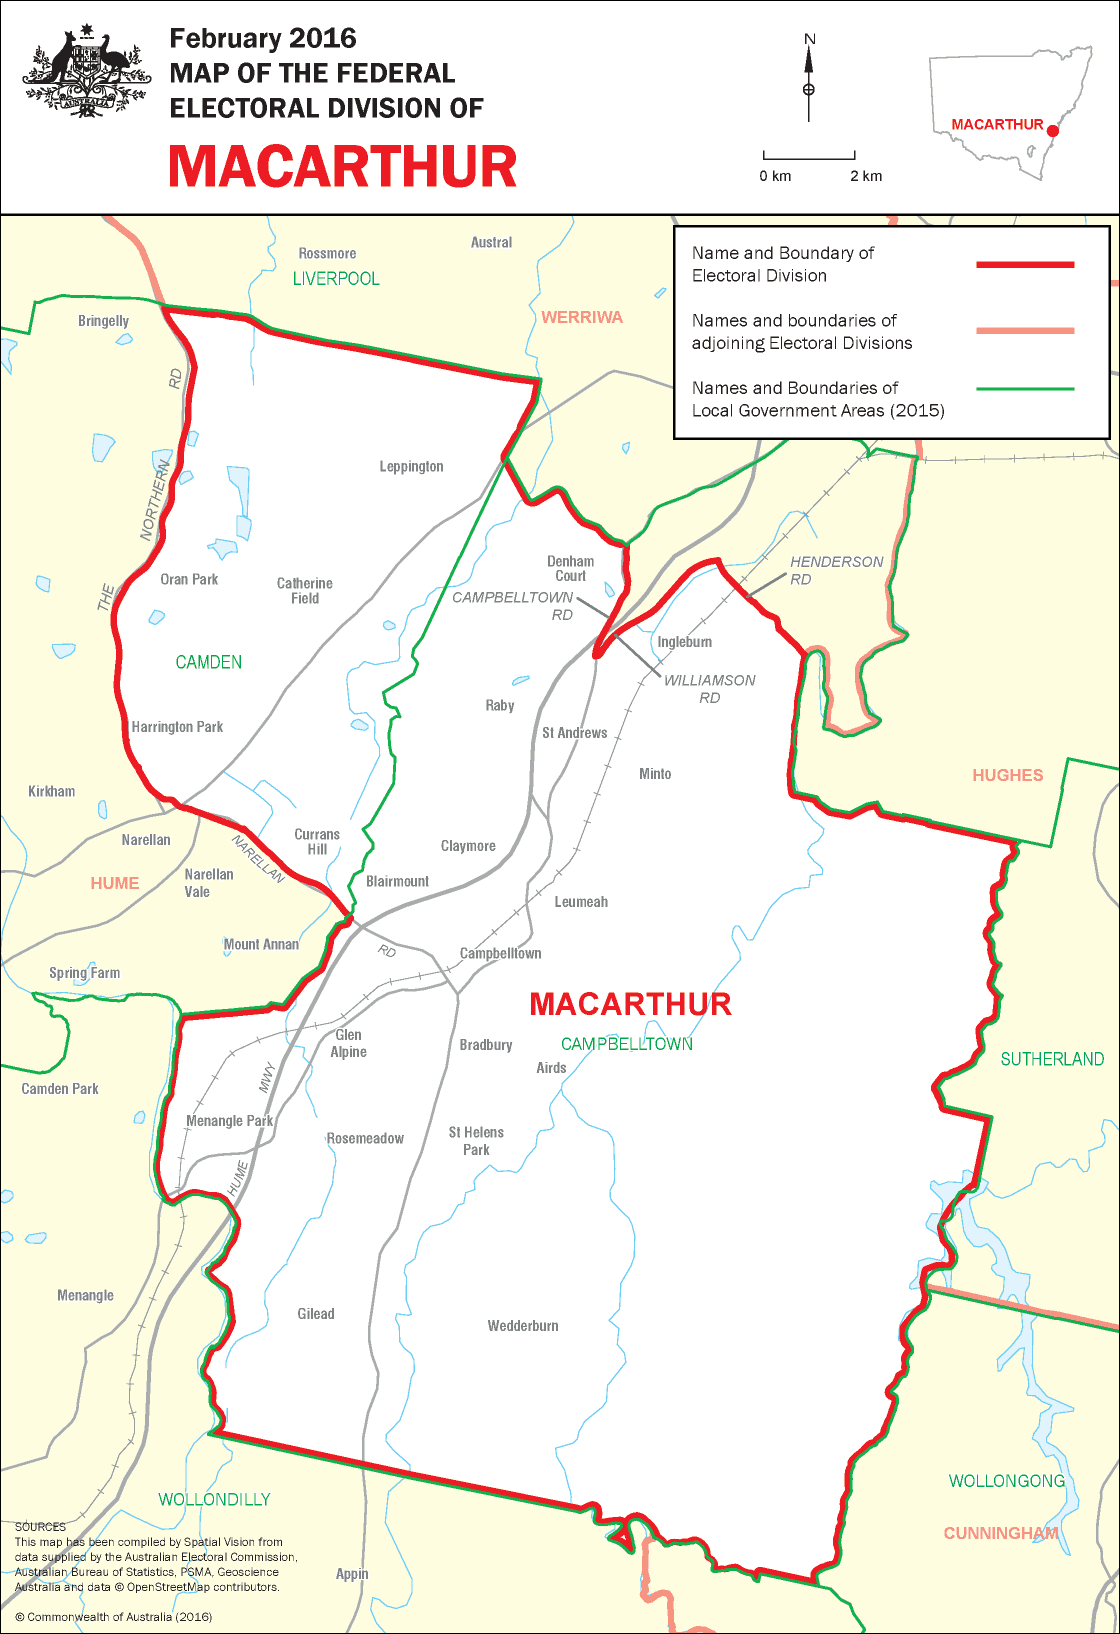 February 2016
MAP OF THE FEDERAL
ELECTORAL DIVISION OF
MACARTHUR
AUSTRALIA
N
0 km
2 km
MACARTHUR
Name and Boundary of
Electoral Division
Names and boundaries of
adjoining Electoral Divisions
Names and Boundaries of
Local Government Areas (2015)
Austral
Rossmore
LIVERPOOL
Bringelly
WERRIWA
RD
Leppington
NORTHERN
THE
Oran Park
Catherine
Field
Denham
Court
CAMPBELLTOWN
RD
HENDERSON
RD
Ingleburn
CAMDEN
WILLIAMSON
RD
Raby
Harrington Park
St Andrews
Minto
HUGHES
Kirkham
Narellan
Currans
Hill
NARELLAN
Claymore
HUME
Narellan
Vale
Blairmount
Leumeah
Mount Annan
RD
Campbelltown
Spring Farm
MACARTHUR
Glen
Alpine
Bradbury
CAMPBELLTOWN
SUTHERLAND
Airds
MWY
Camden Park
Menangle Park
Rosemeadow
St Helens
Park
HUME
Menangle
Gilead
Wedderburn
WOLLONDILLY
WOLLONGONG
CUNNINGHAM
Appin
SOURCES
This map has been compiled by Spatial Vision from
data supplied by the Australian Electoral Commission,
Australian Bureau of Statistics, PSMA, Geoscience
Australia and data © OpenStreetMap contributors.
© Commonwealth of Australia (2016)